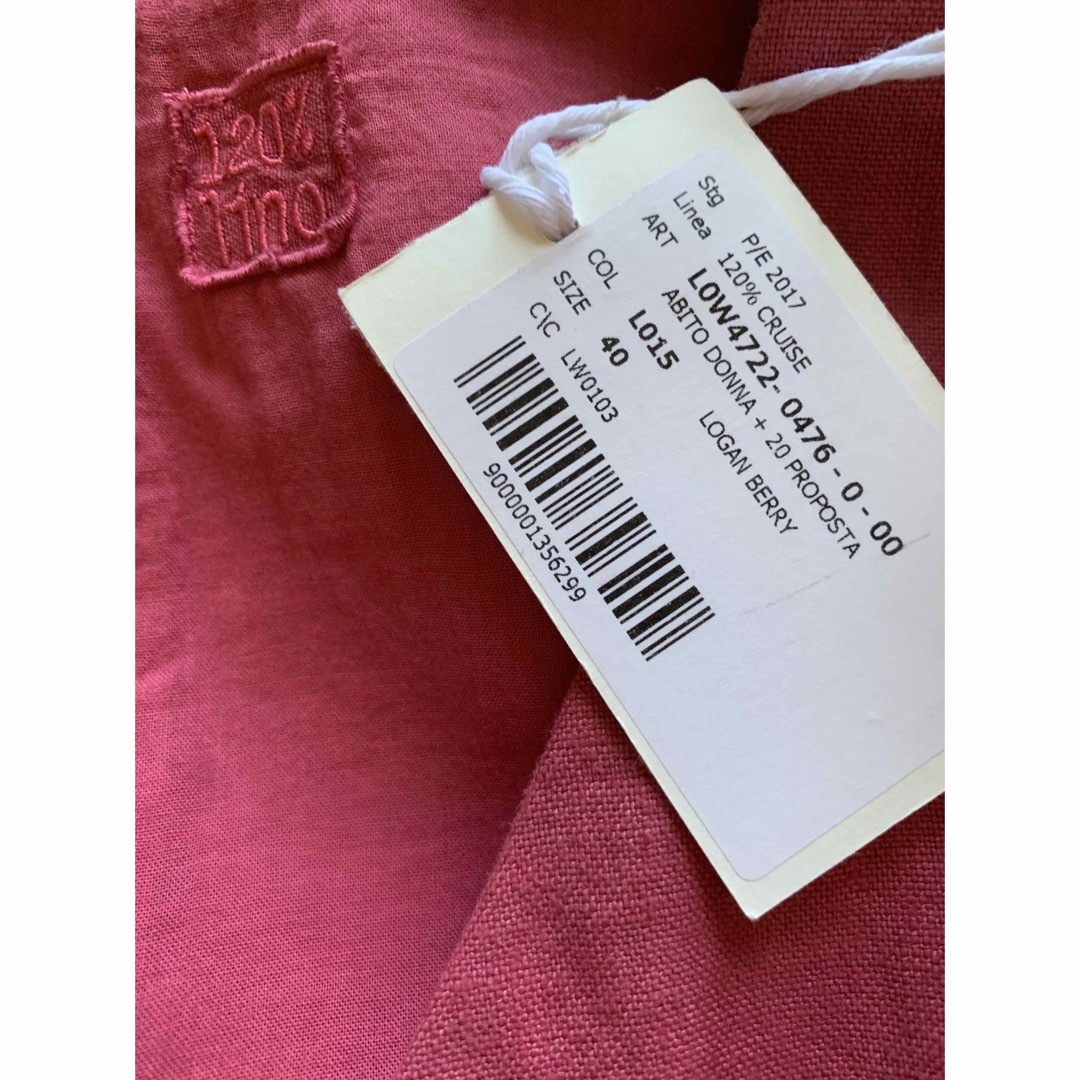 120%
lino
Stg P/E 2017
Linea 120% CRUISE
ART L0W4722- 0476 - 0 - 00
ABITO DONNA + 20 PROPOSTA
COL L015 LOGAN BERRY
SIZE 40
C\C LW0103
9000001356299